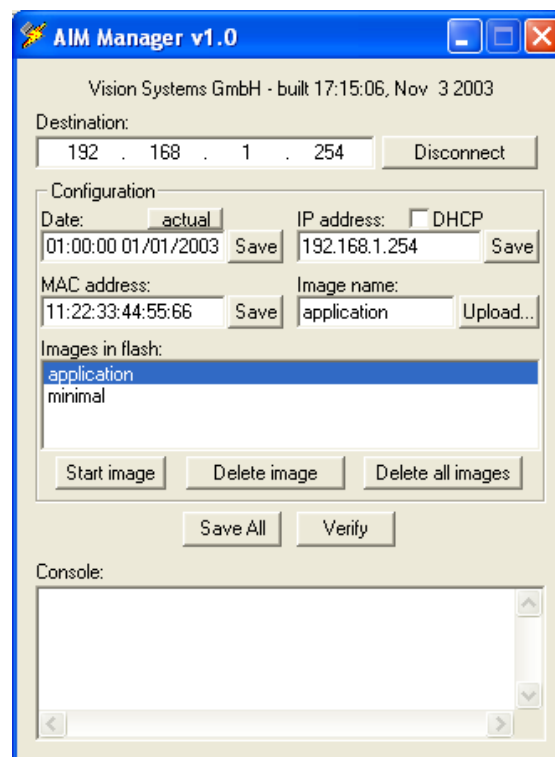 AIM Manager v1.0
Vision Systems GmbH - built 17:15:06, Nov  3 2003
Destination:
192 . 168 . 1 . 254 Disconnect
Configuration
Date: actual IP address: DHCP
01:00:00 01/01/2003 Save 192.168.1.254 Save
MAC address: Image name:
11:22:33:44:55:66 Save application Upload...
Images in flash:
application
minimal
Start image Delete image Delete all images
Save All Verify
Console: